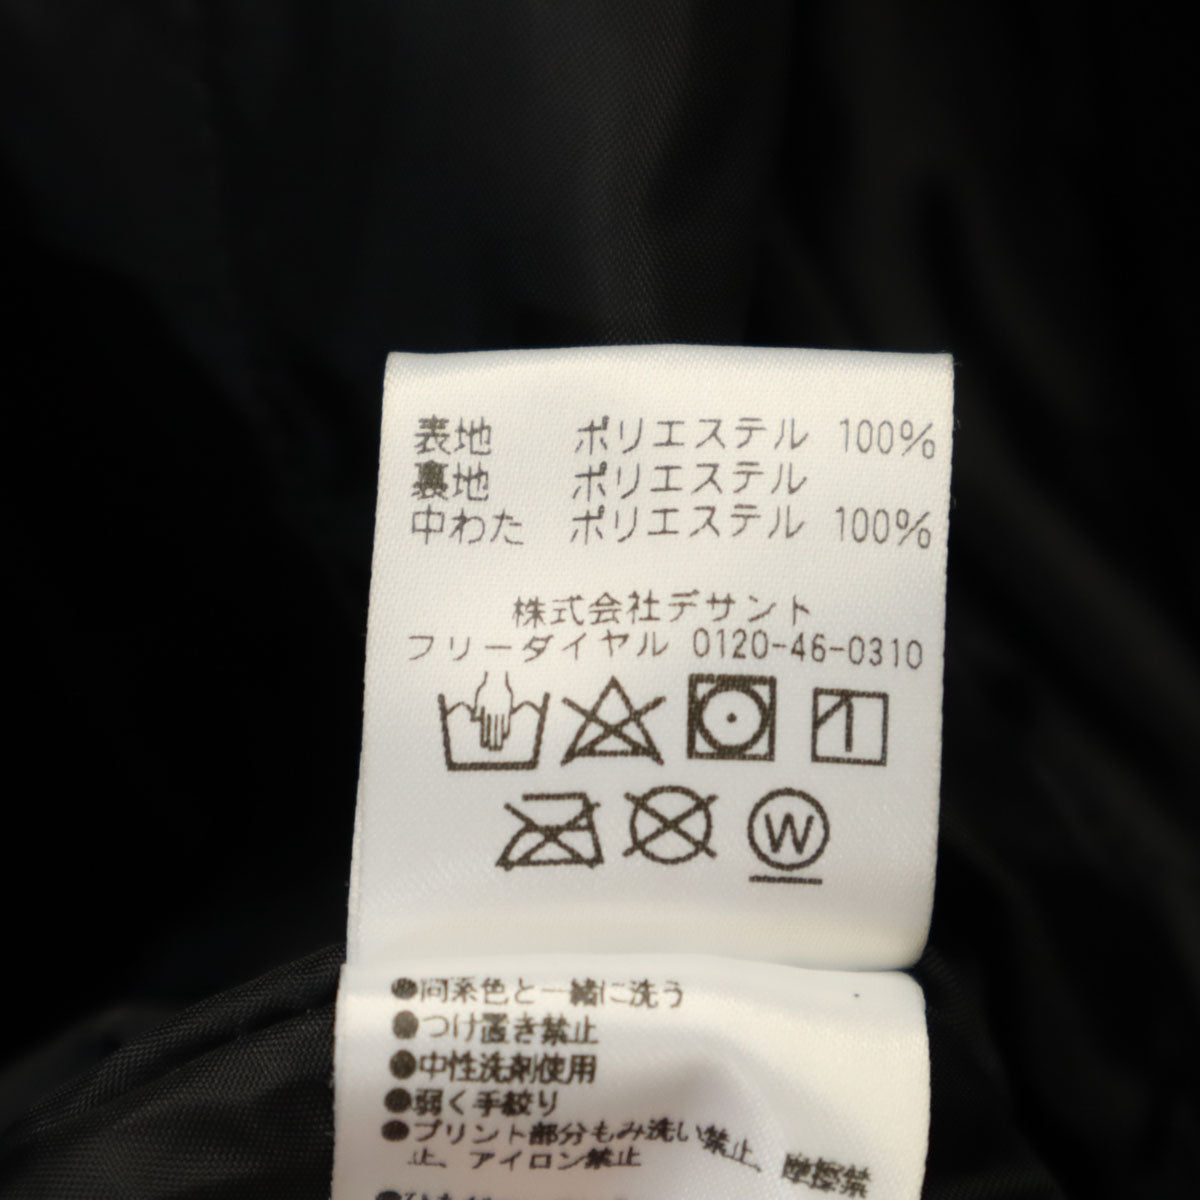 表地 ポリエステル 100%
裏地 ポリエステル
中わた ポリエステル 100%
株式会社デサント
フリーダイヤル 0120-46-0310
W
●同系色と一緒に洗う
●つけ置き禁止
●中性洗剤使用
●弱く手絞り
●プリント部分もみ洗い禁止、摩擦禁
止、アイロン禁止